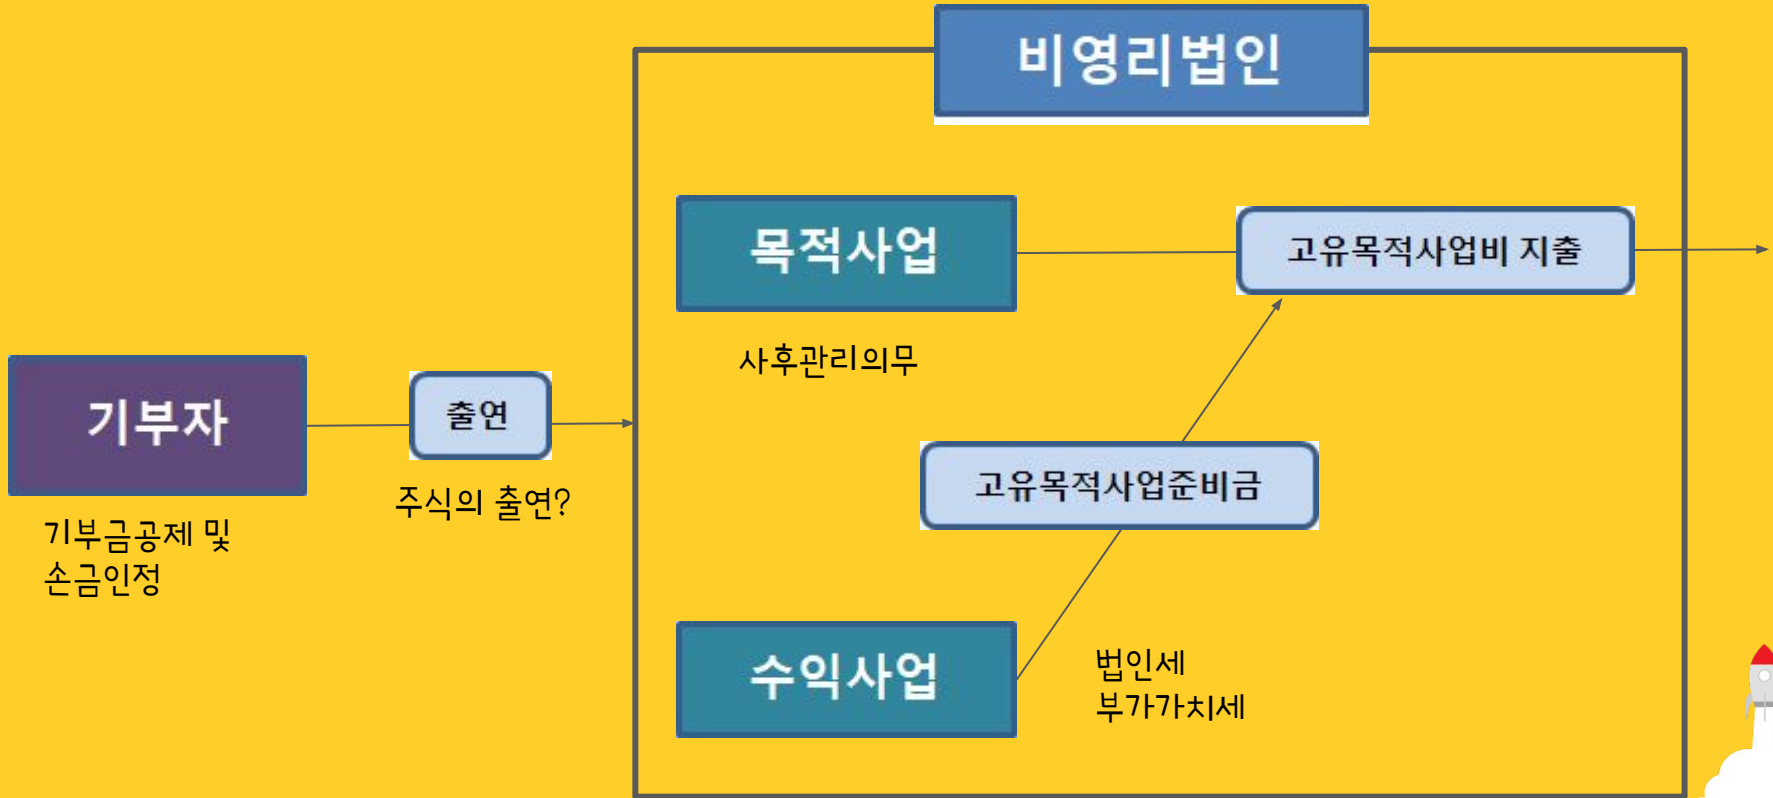 비영리법인
목적사업
고유목적사업비 지출
사후관리의무
기부자
출연
주식의 출연?
기부금공제 및
손금인정
고유목적사업준비금
수익사업
법인세
부가가치세